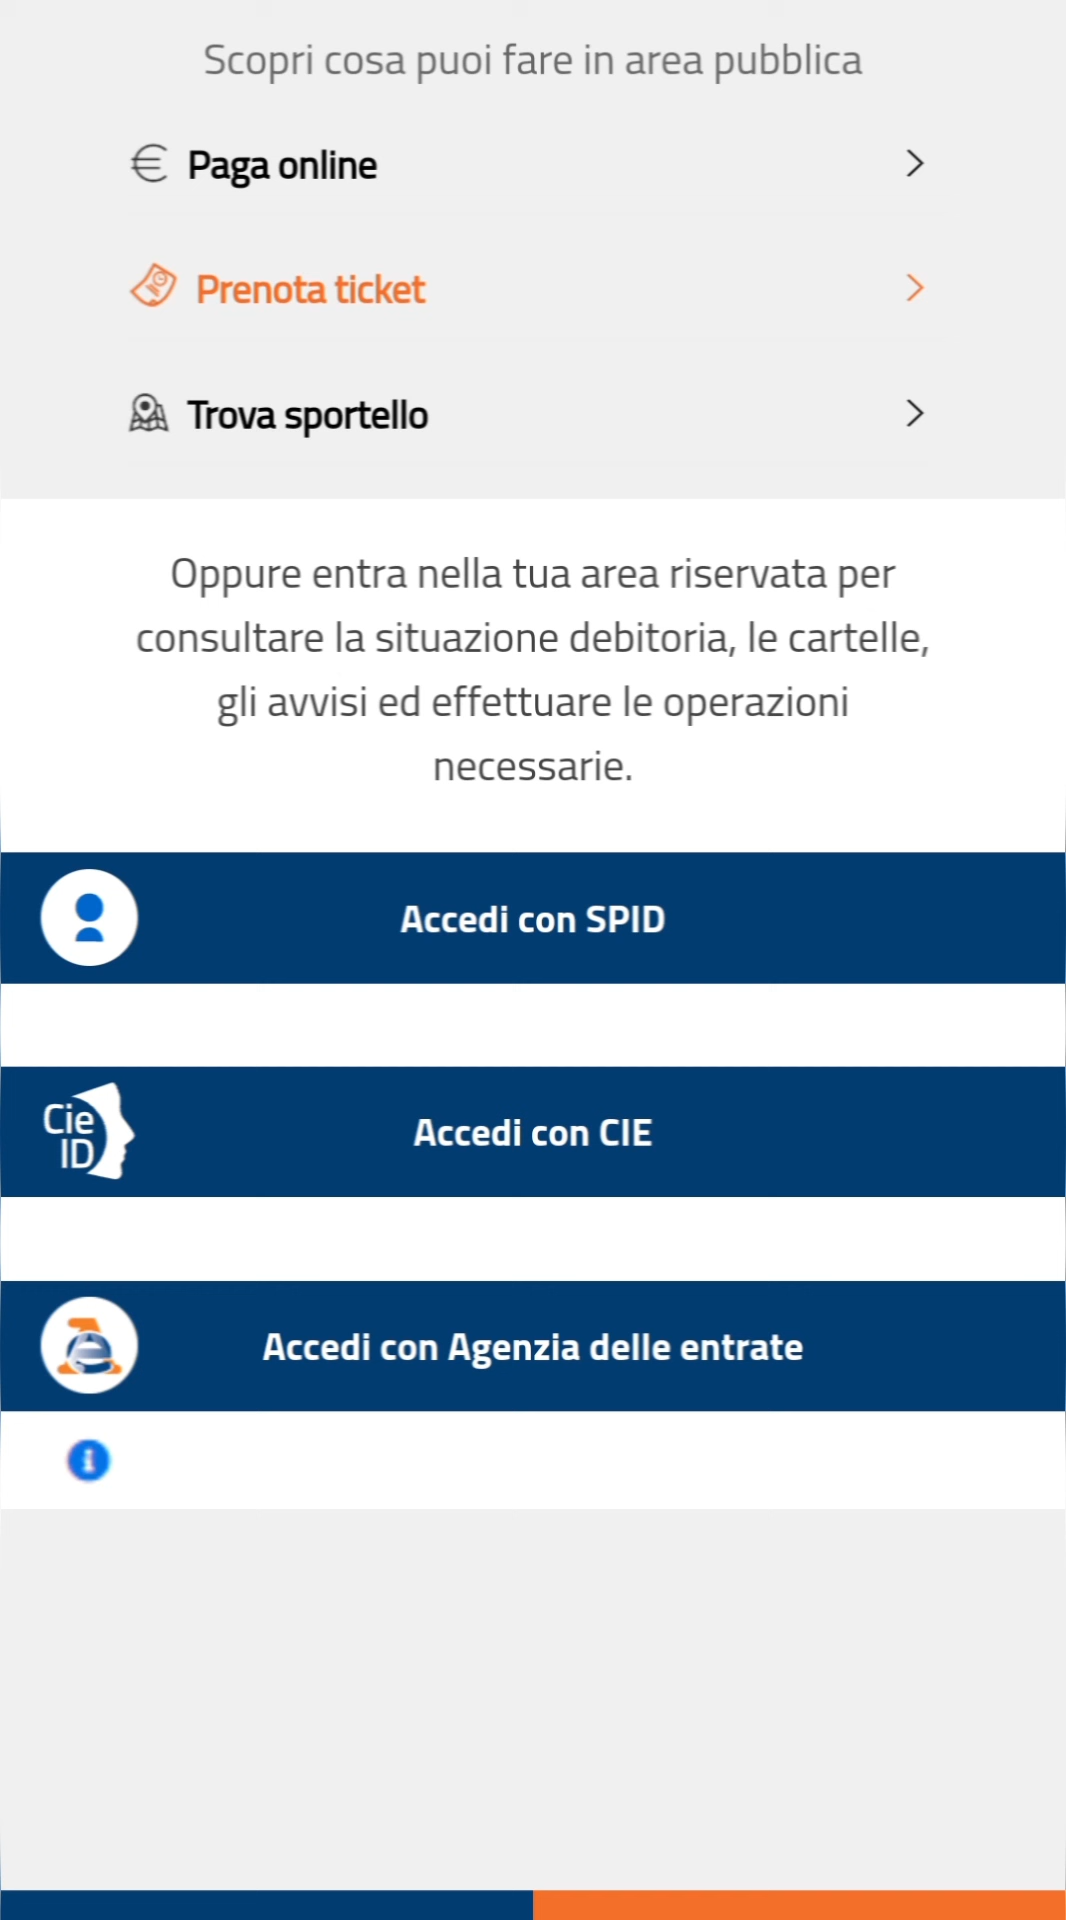 Scopri cosa puoi fare in area pubblica
Paga online
Prenota ticket
Trova sportello
Oppure entra nella tua area riservata per
consultare la situazione debitoria, le cartelle,
gli avvisi ed effettuare le operazioni
necessarie.
Accedi con SPID
Cie
ID
Accedi con CIE
Accedi con Agenzia delle entrate